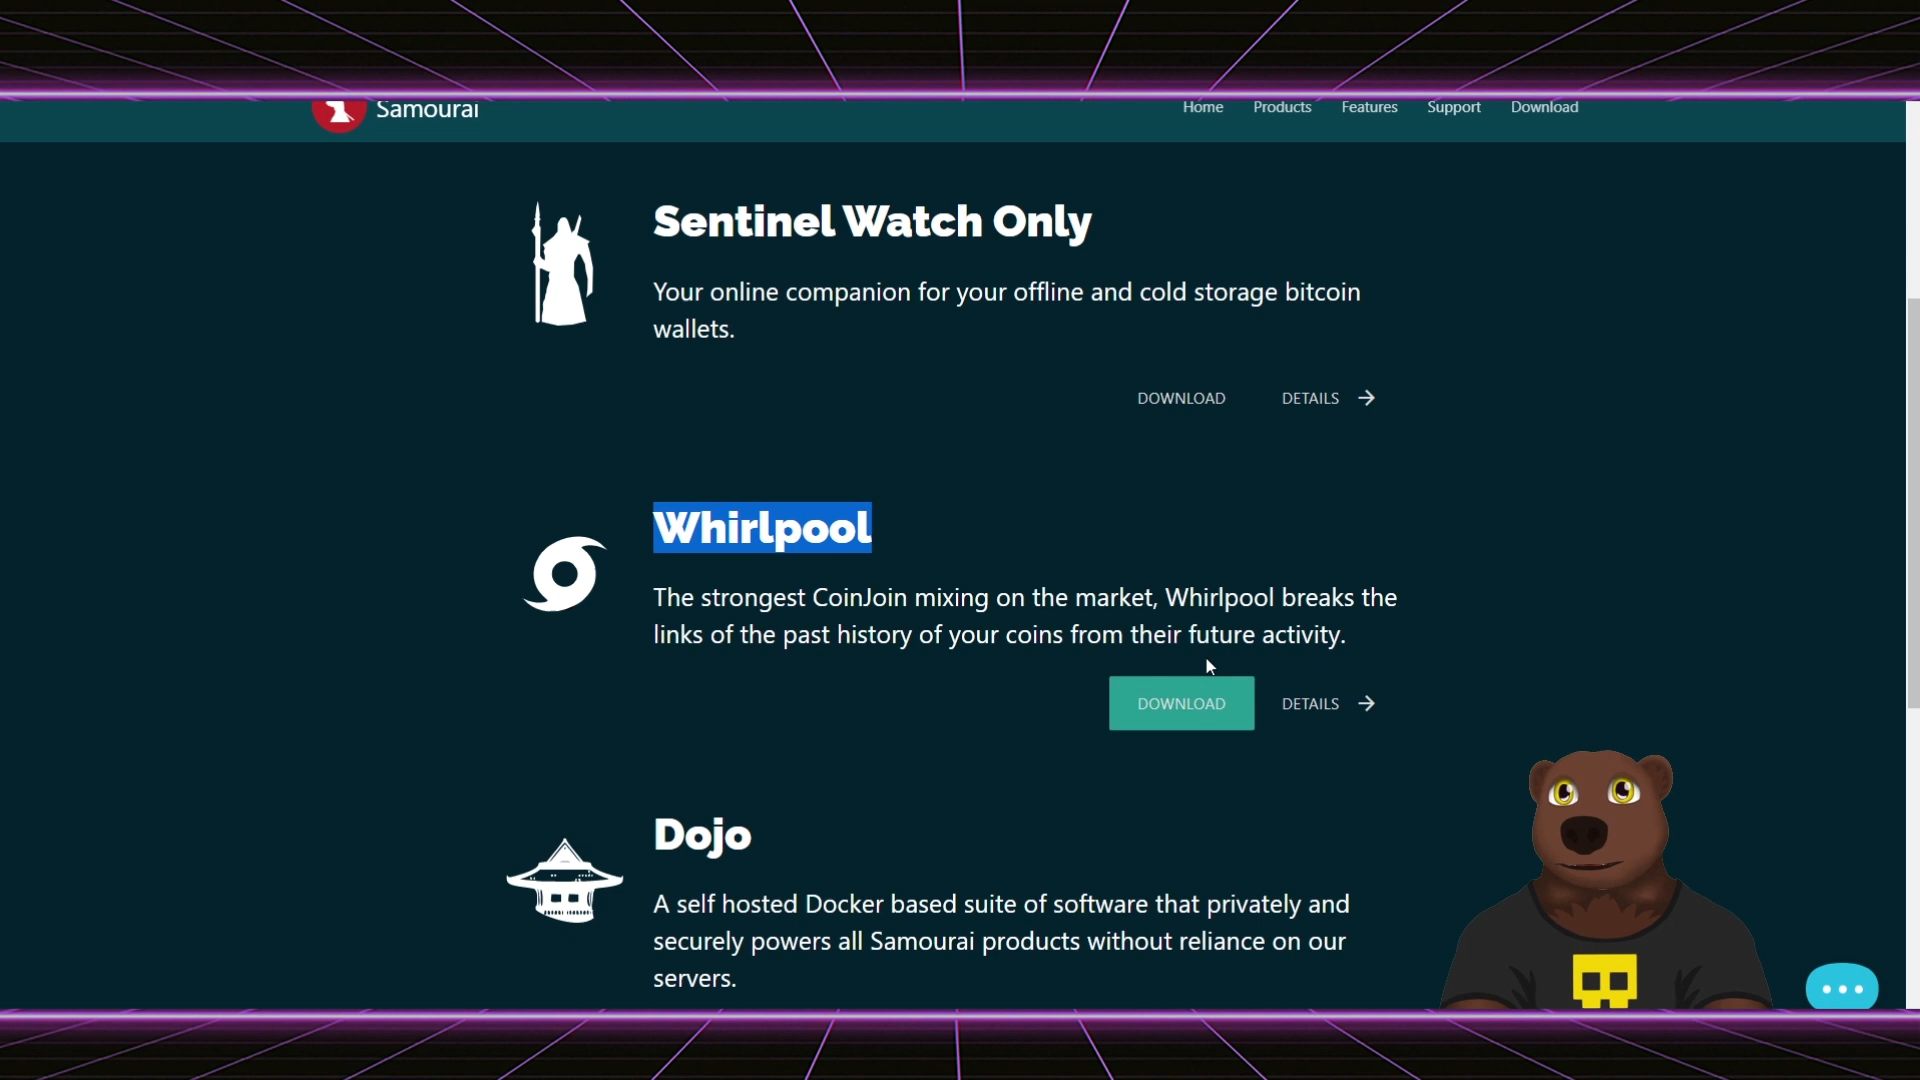 Samourai
Home Products Features Support Download
Sentinel Watch Only
Your online companion for your offline and cold storage bitcoin
wallets.
DOWNLOAD DETAILS
Whirlpool
The strongest CoinJoin mixing on the market, Whirlpool breaks the
links of the past history of your coins from their future activity.
DOWNLOAD DETAILS
Dojo
A self hosted Docker based suite of software that privately and
securely powers all Samourai products without reliance on our
servers.